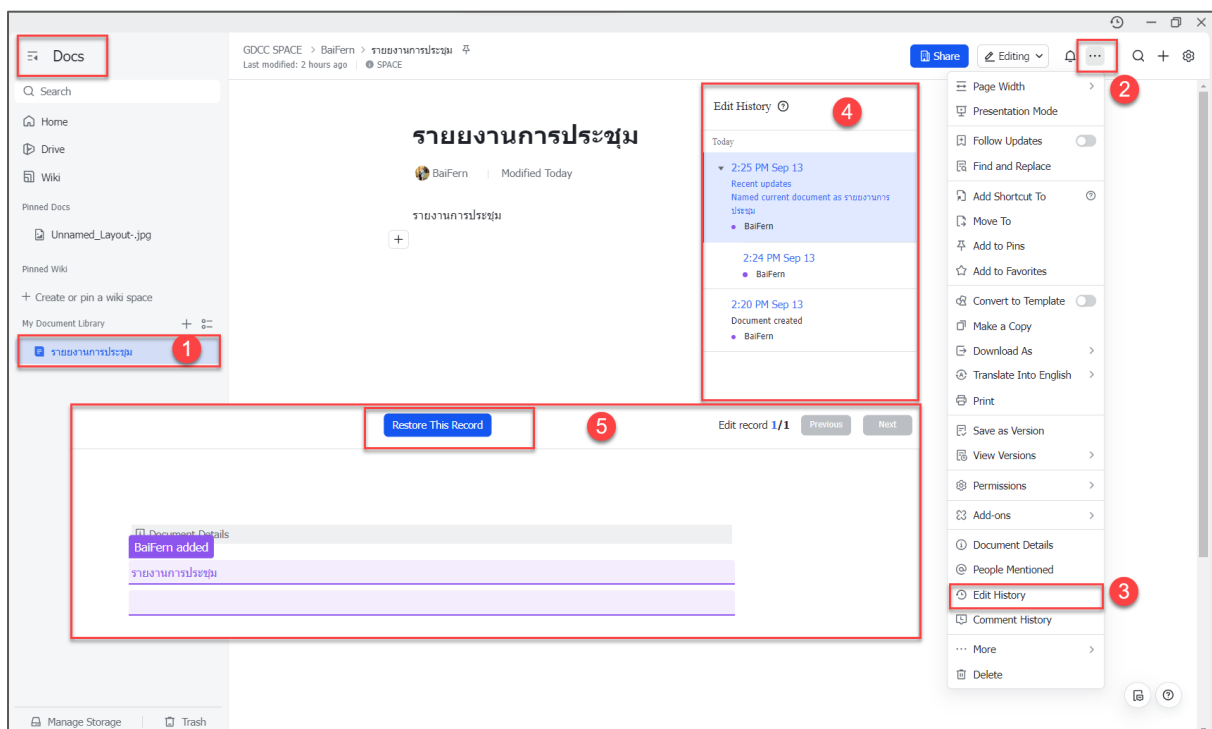 Docs
Search
Home
Drive
Wiki
Pinned Docs
Unnamed_Layout-.jpg
Pinned Wiki
+ Create or pin a wiki space
My Document Library
รายยงานการประชุม
1
Manage Storage
Trash
GDCC SPACE > BaiFern > รายยงานการประชุม
Last modified: 2 hours ago SPACE
Share
Editing
2
รายยงานการประชุม
BaiFern Modified Today
รายงานการประชุม
Edit History
4
Today
2:25 PM Sep 13
Recent updates
Named current document as รายยงานการ
ประชุม
BaiFern
2:24 PM Sep 13
BaiFern
2:20 PM Sep 13
Document created
BaiFern
Restore This Record
5
Edit record 1/1 Previous Next
Document Details
BaiFern added
รายงานการประชุม
Page Width
Presentation Mode
Follow Updates
Find and Replace
Add Shortcut To
Move To
Add to Pins
Add to Favorites
Convert to Template
Make a Copy
Download As
Translate Into English
Print
Save as Version
View Versions
Permissions
Add-ons
Document Details
People Mentioned
Edit History
3
Comment History
More
Delete